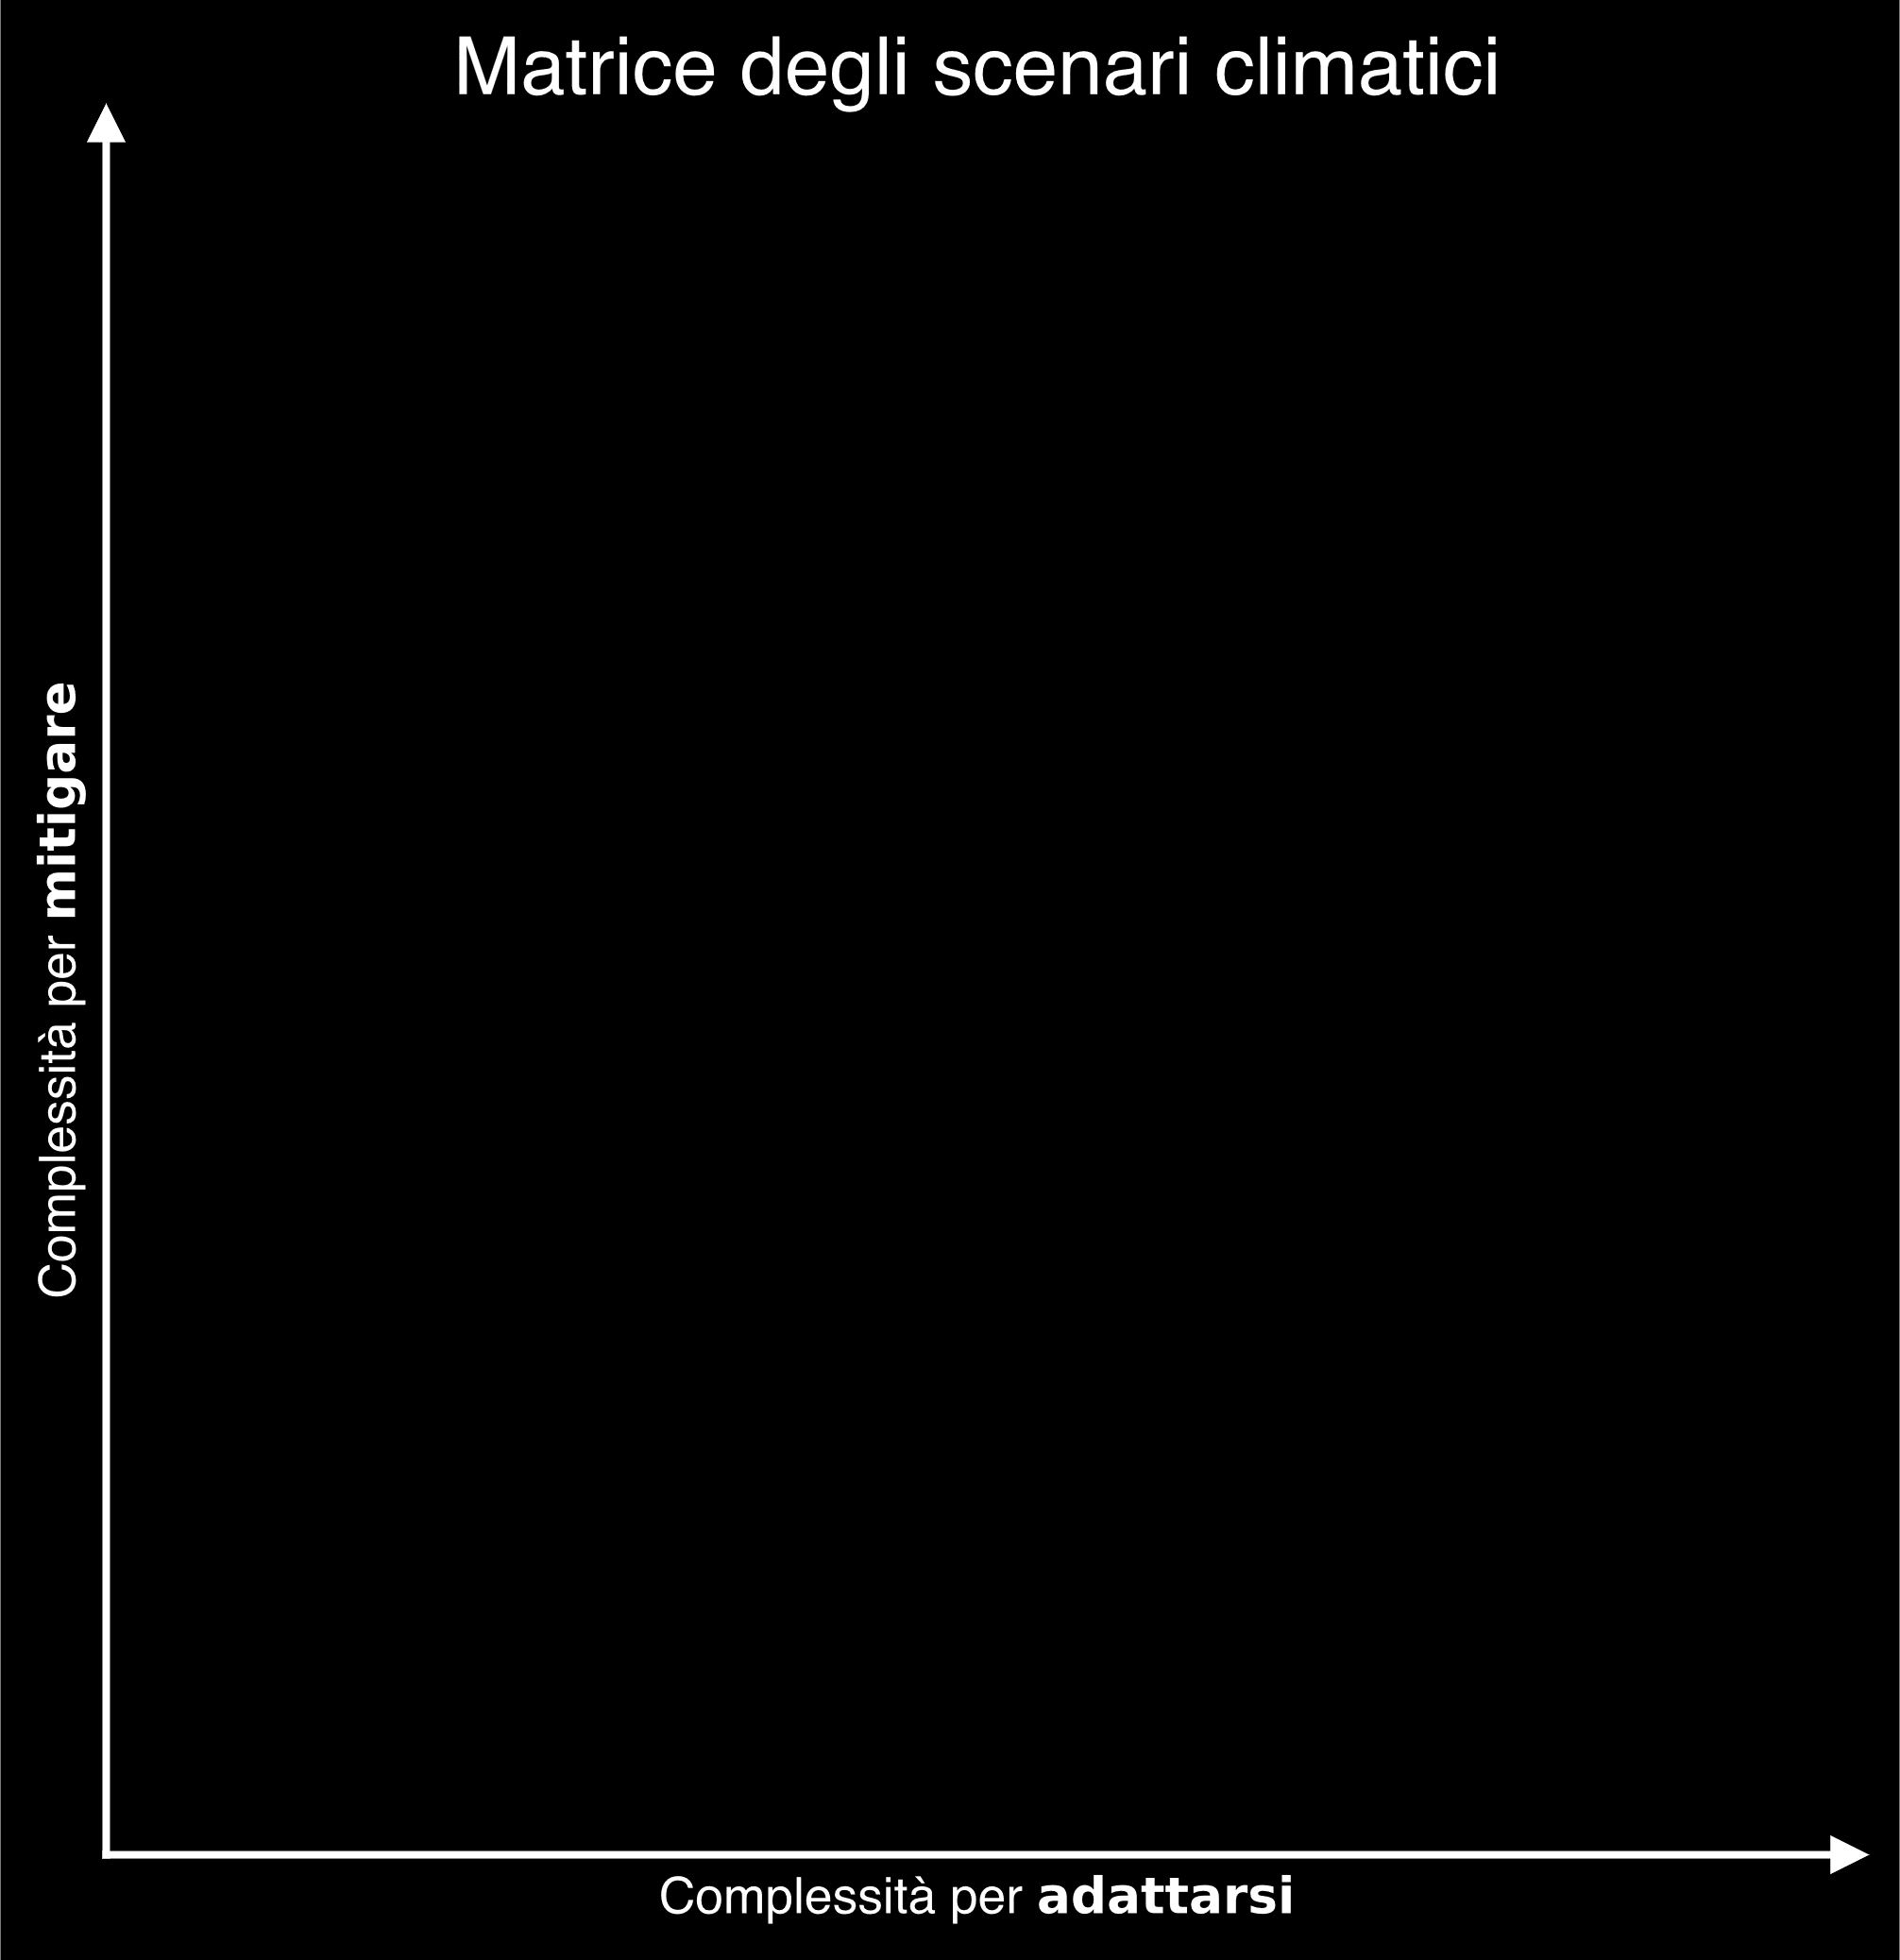 Matrice degli scenari climatici
Complessità per mitigare
Complessità per adattarsi